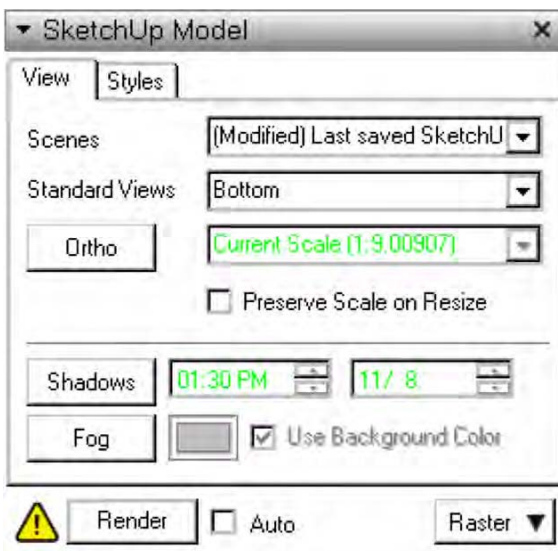 SketchUp Model
View Styles
Scenes (Modified) Last saved SketchU
Standard Views Bottom
Ortho Current Scale (1:9.00907)
Preserve Scale on Resize
Shadows 01:30 PM 11/ 8
Fog Use Background Color
Render Auto Raster